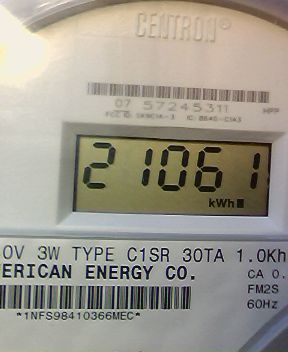 CENTRON®
07 57245311
21061
kWh
0V 3W TYPE C1SR 30TA 1.0Kh
ERICAN ENERGY CO.
CA 0.
FM2S
60Hz
*1NFS98410366MEC*